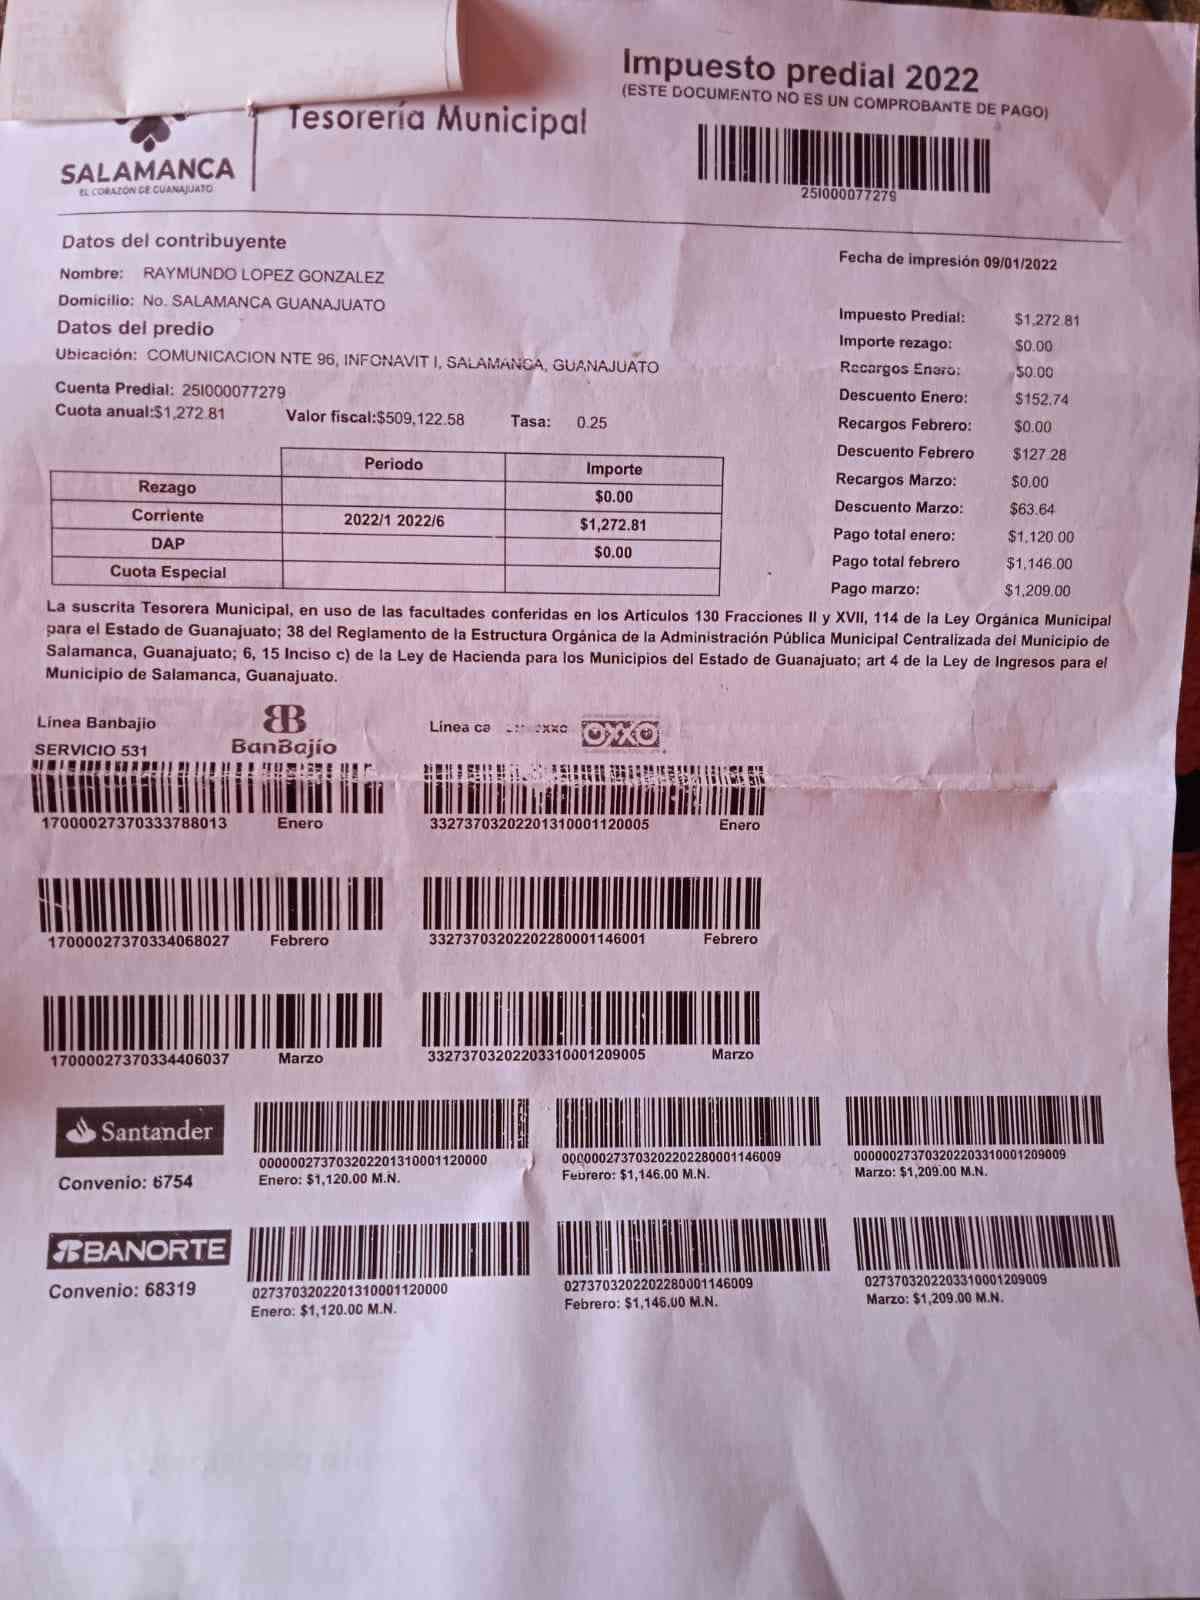 Impuesto predial 2022
(ESTE DOCUMENTO NO ES UN COMPROBANTE DE PAGO)
Tesorería Municipal
SALAMANCA
EL CORAZÓN DE GUANAJUATO
25I000077279
Datos del contribuyente
Nombre: RAYMUNDO LOPEZ GONZALEZ
Domicilio: No. SALAMANCA GUANAJUATO
Datos del predio
Ubicación: COMUNICACION NTE 96, INFONAVIT I, SALAMANCA, GUANAJUATO
Cuenta Predial: 25I000077279
Cuota anual:$1,272.81 Valor fiscal:$509,122.58 Tasa: 0.25
Fecha de impresión 09/01/2022
Impuesto Predial: $1,272.81
Importe rezago: $0.00
Recargos Enero: $0.00
Descuento Enero: $152.74
Recargos Febrero: $0.00
Descuento Febrero $127.28
Recargos Marzo: $0.00
Descuento Marzo: $63.64
Pago total enero: $1,120.00
Pago total febrero $1,146.00
Pago marzo: $1,209.00
Periodo Importe
Rezago $0.00
Corriente 2022/1 2022/6 $1,272.81
DAP $0.00
Cuota Especial
La suscrita Tesorera Municipal, en uso de las facultades conferidas en los Artículos 130 Fracciones II y XVII, 114 de la Ley Orgánica Municipal
para el Estado de Guanajuato; 38 del Reglamento de la Estructura Orgánica de la Administración Pública Municipal Centralizada del Municipio de
Salamanca, Guanajuato; 6, 15 Inciso c) de la Ley de Hacienda para los Municipios del Estado de Guanajuato; art 4 de la Ley de Ingresos para el
Municipio de Salamanca, Guanajuato.
Línea Banbajio BanBajío
SERVICIO 531
Línea OXXO
17000027370333788013 Enero
33273703202201310001120005 Enero
17000027370334068027 Febrero
33273703202202280001146001 Febrero
17000027370334406037 Marzo
33273703202203310001209005 Marzo
Santander
Convenio: 6754
000000273703202201310001120000
Enero: $1,120.00 M.N.
000000273703202202280001146009
Febrero: $1,146.00 M.N.
000000273703202203310001209009
Marzo: $1,209.00 M.N.
BANORTE
Convenio: 68319
0273703202201310001120000
Enero: $1,120.00 M.N.
0273703202202280001146009
Febrero: $1,146.00 M.N.
0273703202203310001209009
Marzo: $1,209.00 M.N.